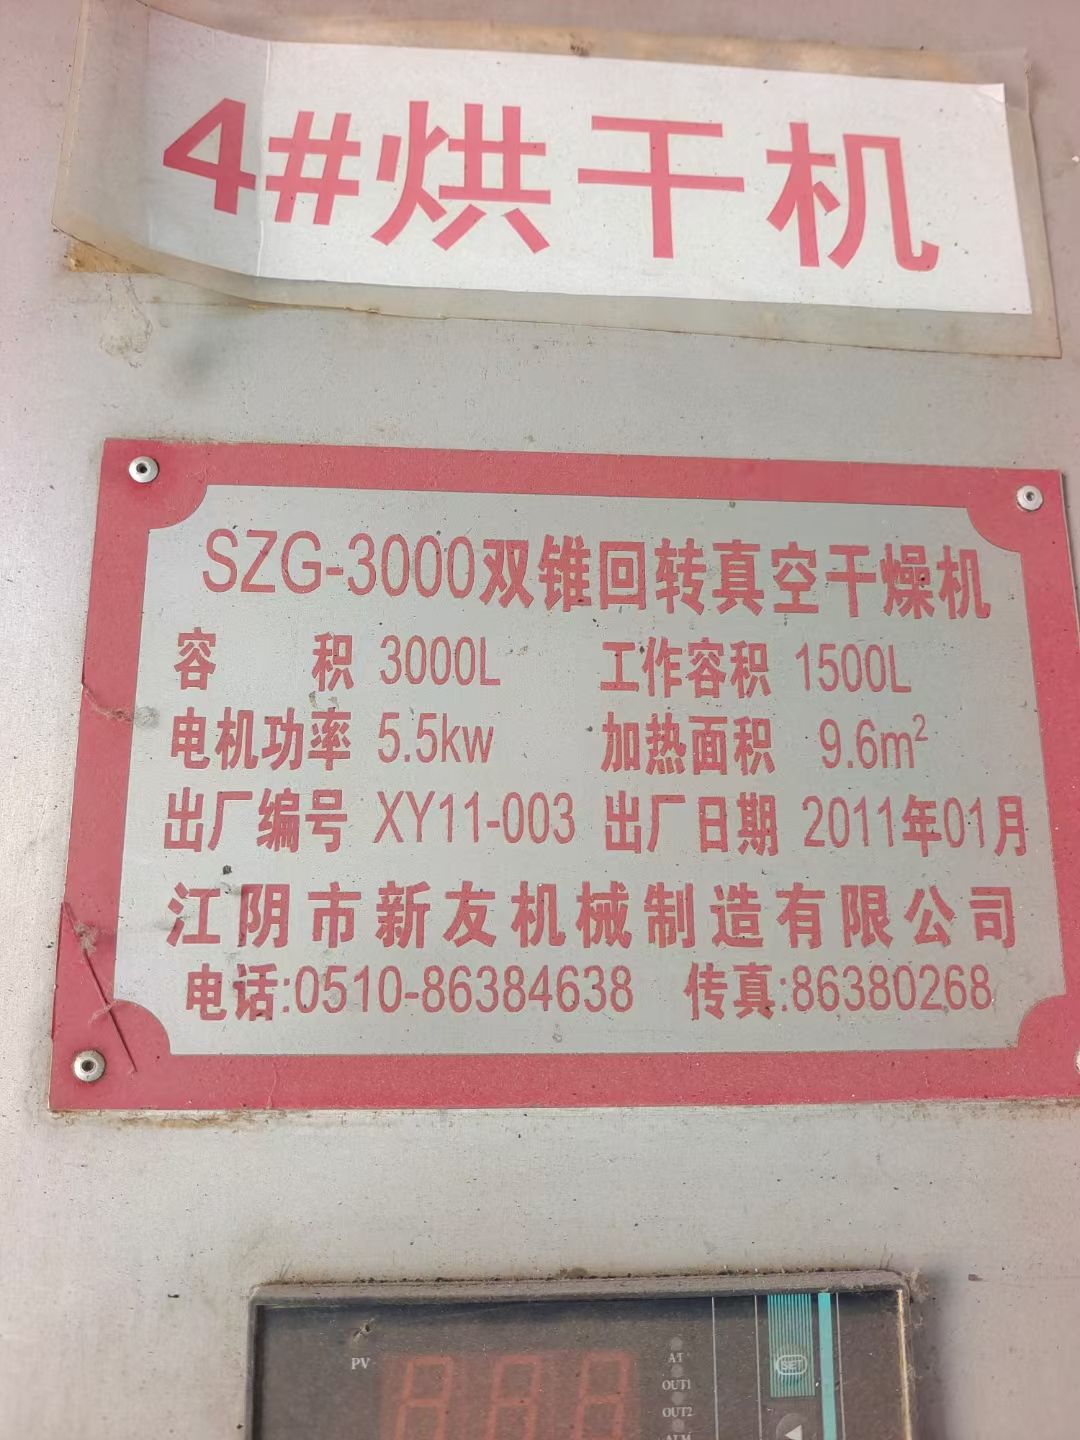 4#烘干机
SZG-3000双锥回转真空干燥机
容 积 3000L 工作容积 1500L
电机功率 5.5kw 加热面积 9.6m²
出厂编号 XY11-003 出厂日期 2011年01月
江阴市新友机械制造有限公司
电话:0510-86384638 传真:86380268
PV
AT
OUT1
OUT2
ALM
SET